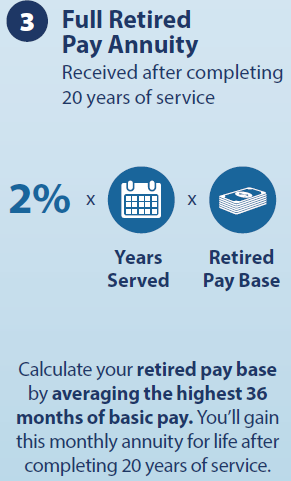 3 Full Retired
Pay Annuity
Received after completing
20 years of service
2% x x
Years Retired
Served Pay Base
Calculate your retired pay base
by averaging the highest 36
months of basic pay. You'll gain
this monthly annuity for life after
completing 20 years of service.